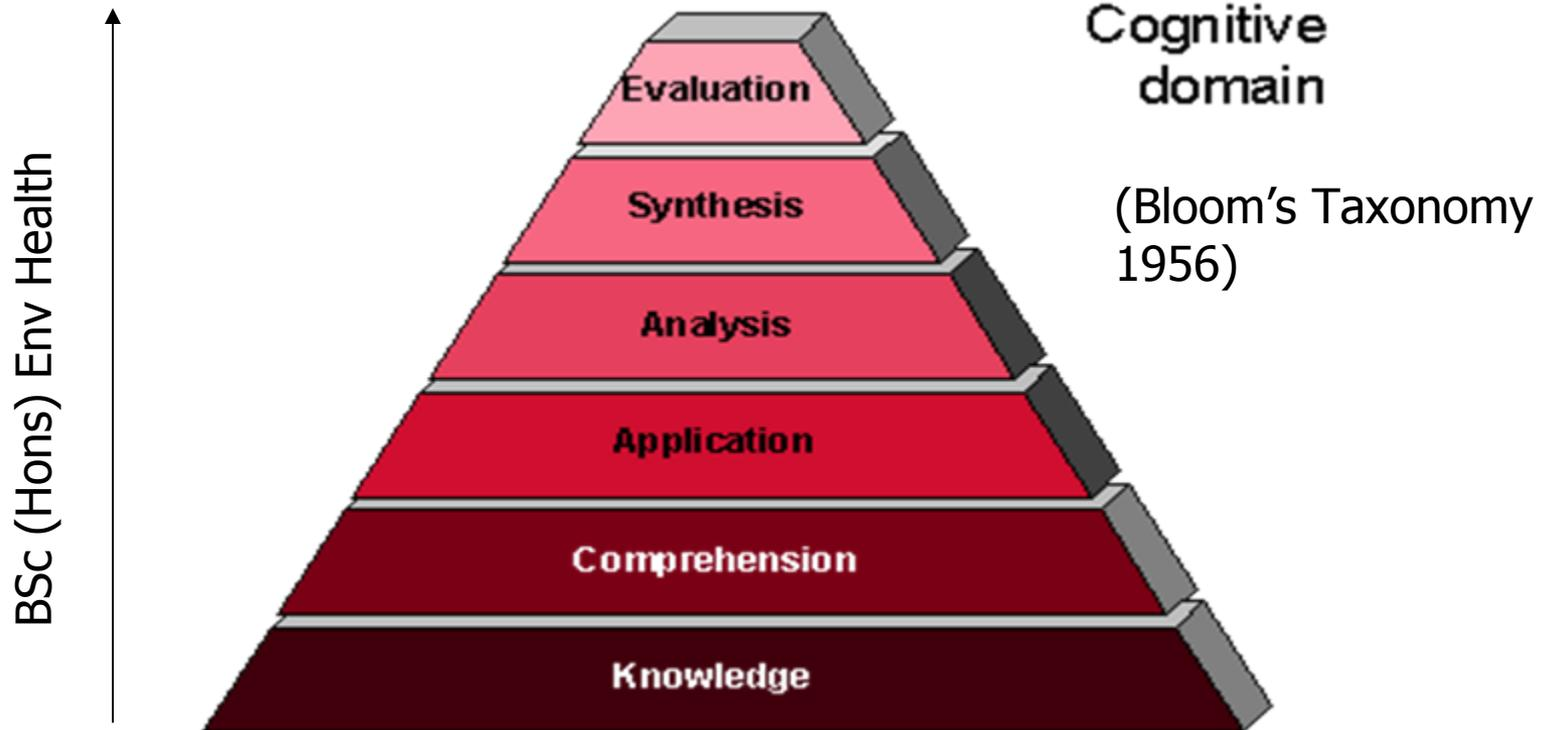 Cognitive
domain
(Bloom’s Taxonomy
1956)
BSc (Hons) Env Health
Evaluation
Synthesis
Analysis
Application
Comprehension
Knowledge